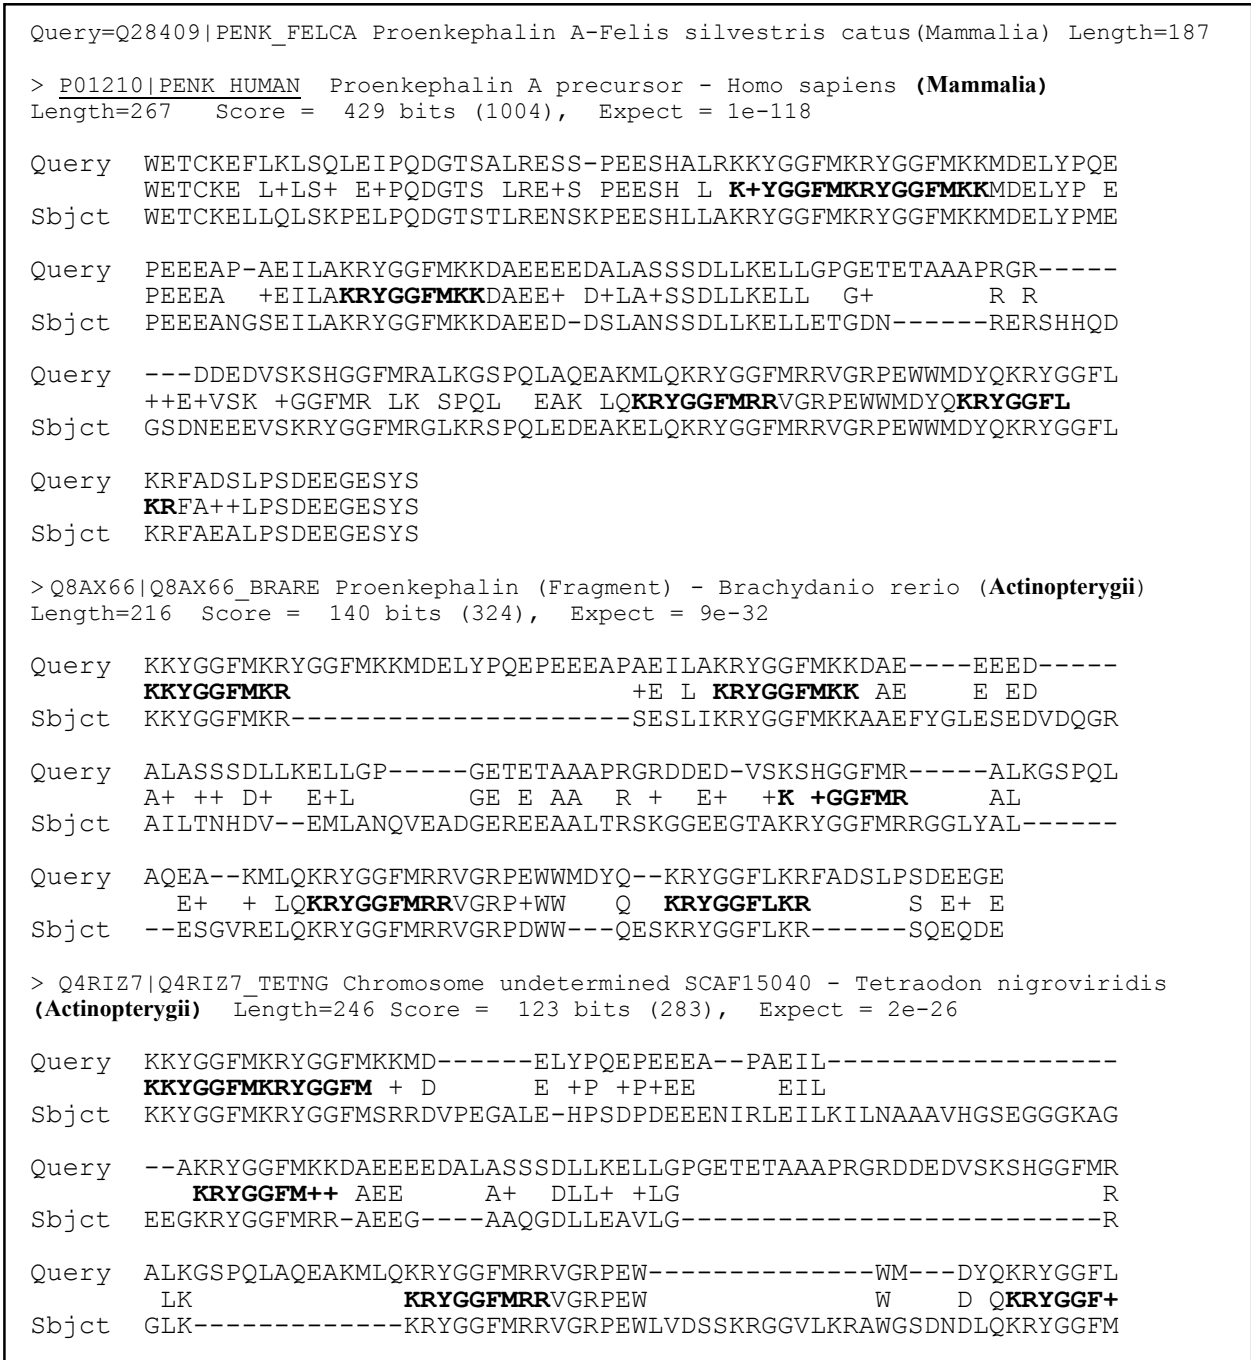 Query=Q28409|PENK_FELCA Proenkephalin A-Felis silvestris catus(Mammalia) Length=187
> P01210|PENK HUMAN  Proenkephalin A precursor - Homo sapiens (Mammalia)
Length=267   Score =  429 bits (1004),  Expect = 1e-118
Query  WETCKEFLKLSQLEIPQDGTSALRESS-PEESHALRKKYGGFMKRYGGFMKKMDELYPQE
       WETCKE L+LS+ E+PQDGTS LRE+S PEESH L K+YGGFMKRYGGFMKKMDELYP E
Sbjct  WETCKELLQLSKPELPQDGTSTLRENSKPEESHLLAKRYGGFMKRYGGFMKKMDELYPME
Query  PEEEAP-AEILAKRYGGFMKKDAEEEEDALASSSDLLKELLGPGETETAAAPRGR-----
       PEEEA  +EILAKRYGGFMKKDAEE+ D+LA+SSDLLKELL  G+       R R
Sbjct  PEEEANGSEILAKRYGGFMKKDAEED-DSLANSSDLLKELLETGDN------RERSHHQD
Query  ---DDEDVSKSHGGFMRALKGSPQLAQEAKMLQKRYGGFMRRVGRPEWWMDYQKRYGGFL
       ++E+VSK +GGFMR LK SPQL  EAK LQKRYGGFMRRVGRPEWWMDYQKRYGGFL
Sbjct  GSDNEEEVSKRYGGFMRGLKRSPQLEDEAKELQKRYGGFMRRVGRPEWWMDYQKRYGGFL
Query  KRFADSLPSDEEGESYS
       KRFA++LPSDEEGESYS
Sbjct  KRFAEALPSDEEGESYS
>Q8AX66|Q8AX66_BRARE Proenkephalin (Fragment) - Brachydanio rerio (Actinopterygii)
Length=216  Score =  140 bits (324),  Expect = 9e-32
Query  KKYGGFMKRYGGFMKKMDELYPQEPEEEAPAEILAKRYGGFMKKDAE----EEED-----
       KKYGGFMKR                     +E L KRYGGFMKK AE    E ED
Sbjct  KKYGGFMKR---------------------SESLIKRYGGFMKKAAEFYGLESEDVDQGR
Query  ALASSSDLLKELLGP-----GETETAAAPRGRDDED-VSKSHGGFMR-----ALKGSPQL
       A+ ++ D+  E+L       GE E AA  R +  E+ +K +GGFMR     AL
Sbjct  AILTNHDV--EMLANQVEADGEREEAALTRSKGGEEGTAKRYGGFMRRGGLYAL------
Query  AQEA--KMLQKRYGGFMRRVGRPEWWMDYQ--KRYGGFLKRFADSLPSDEEGE
         E+  + LQKRYGGFMRRVGRP+WW   Q  KRYGGFLKR      S E+ E
Sbjct  --ESGVRELQKRYGGFMRRVGRPDWW---QESKRYGGFLKR------SQEQDE
> Q4RIZ7|Q4RIZ7_TETNG Chromosome undetermined SCAF15040 - Tetraodon nigroviridis
(Actinopterygii)  Length=246 Score =  123 bits (283),  Expect = 2e-26
Query  KKYGGFMKRYGGFMKKMD------ELYPQEPEEEA--PAEIL------------------
       KKYGGFMKRYGGFM + D      E +P +P+EE     EIL
Sbjct  KKYGGFMKRYGGFMSRRDVPEGALE-HPSDPDEEENIRLEILKILNAAAVHGSEGGGKAG
Query  --AKRYGGFMKKDAEEEEDALASSSDLLKELLGPGETETAAAPRGRDDEDVSKSHGGFMR
          KRYGGFM++ AEE     A+  DLL+ +LG                          R
Sbjct  EEGKRYGGFMRR-AEEG----AAQGDLLEAVLG--------------------------R
Query  ALKGSPQLAQEAKMLQKRYGGFMRRVGRPEW--------------WM---DYQKRYGGFL
        LK             KRYGGFMRRVGRPEW              W    D QKRYGGF+
Sbjct  GLK-------------KRYGGFMRRVGRPEWLVDSSKRGGVLKRAWGSDNDLQKRYGGFM